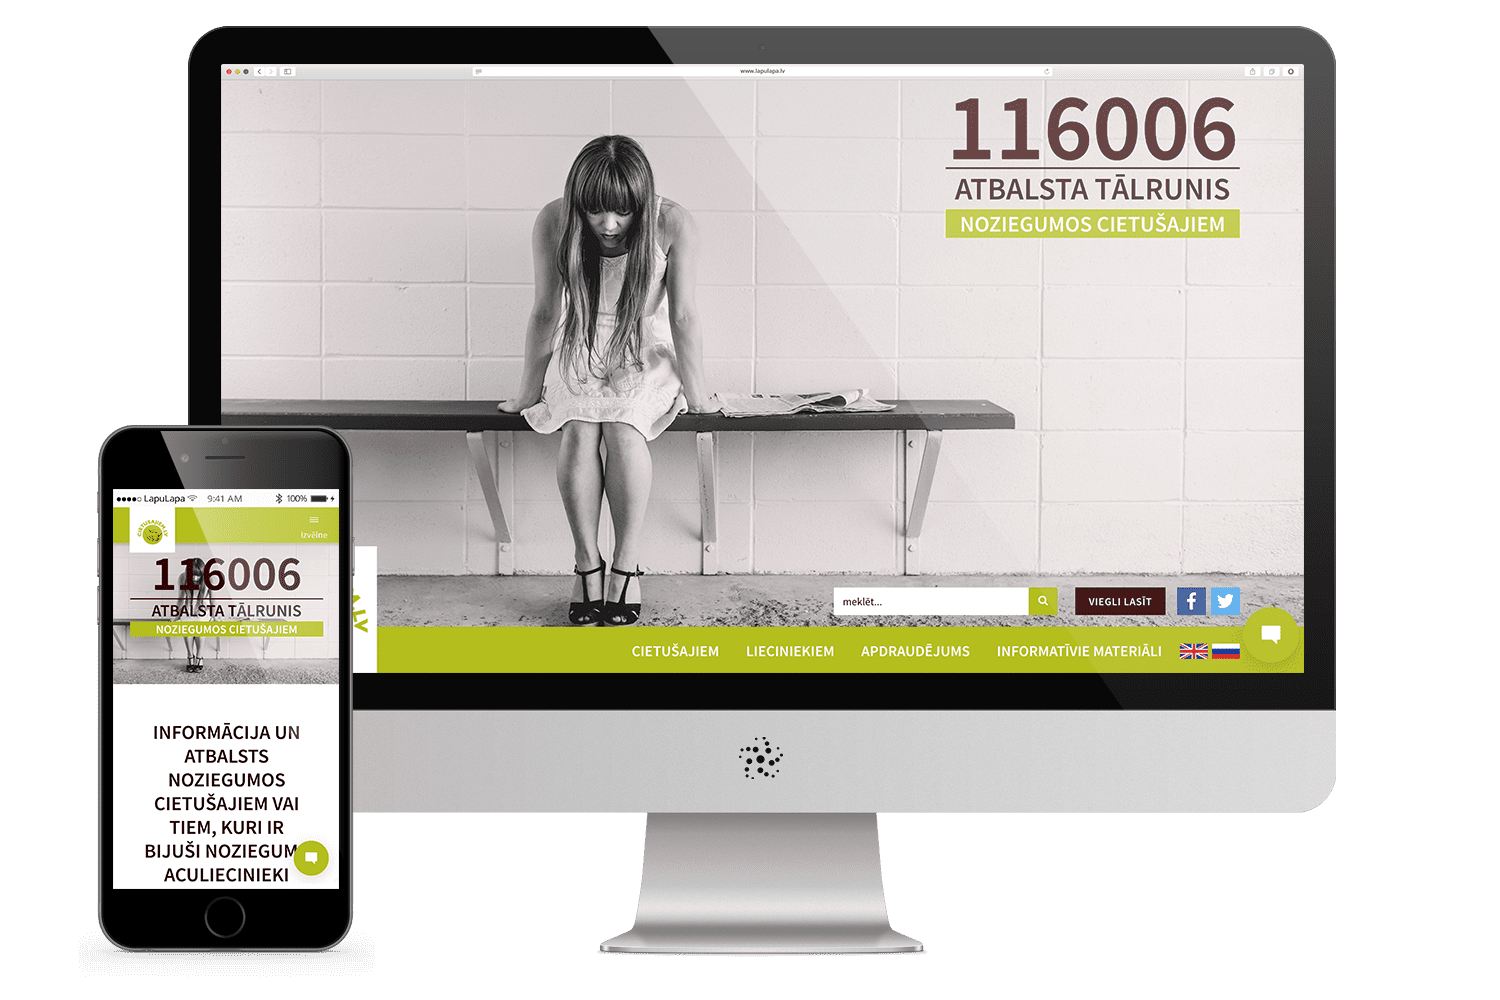 www.lapulapa.lv
116006
ATBALSTA TĀLRUNIS
NOZIEGUMOS CIETUŠAJIEM
meklēt...
VIEGLI LASĪT
CIETUŠAJIEM
LIECINIEKIEM
APDRAUDĒJUMS
INFORMATĪVIE MATERIĀLI
LapuLapa
9:41 AM
100%
CIETUSAJIEM.LV
Izvēlne
116006
ATBALSTA TĀLRUNIS
NOZIEGUMOS CIETUŠAJIEM
INFORMĀCIJA UN
ATBALSTS
NOZIEGUMOS
CIETUŠAJIEM VAI
TIEM, KURI IR
BIJUŠI NOZIEGUM
ACULIECINIEKI